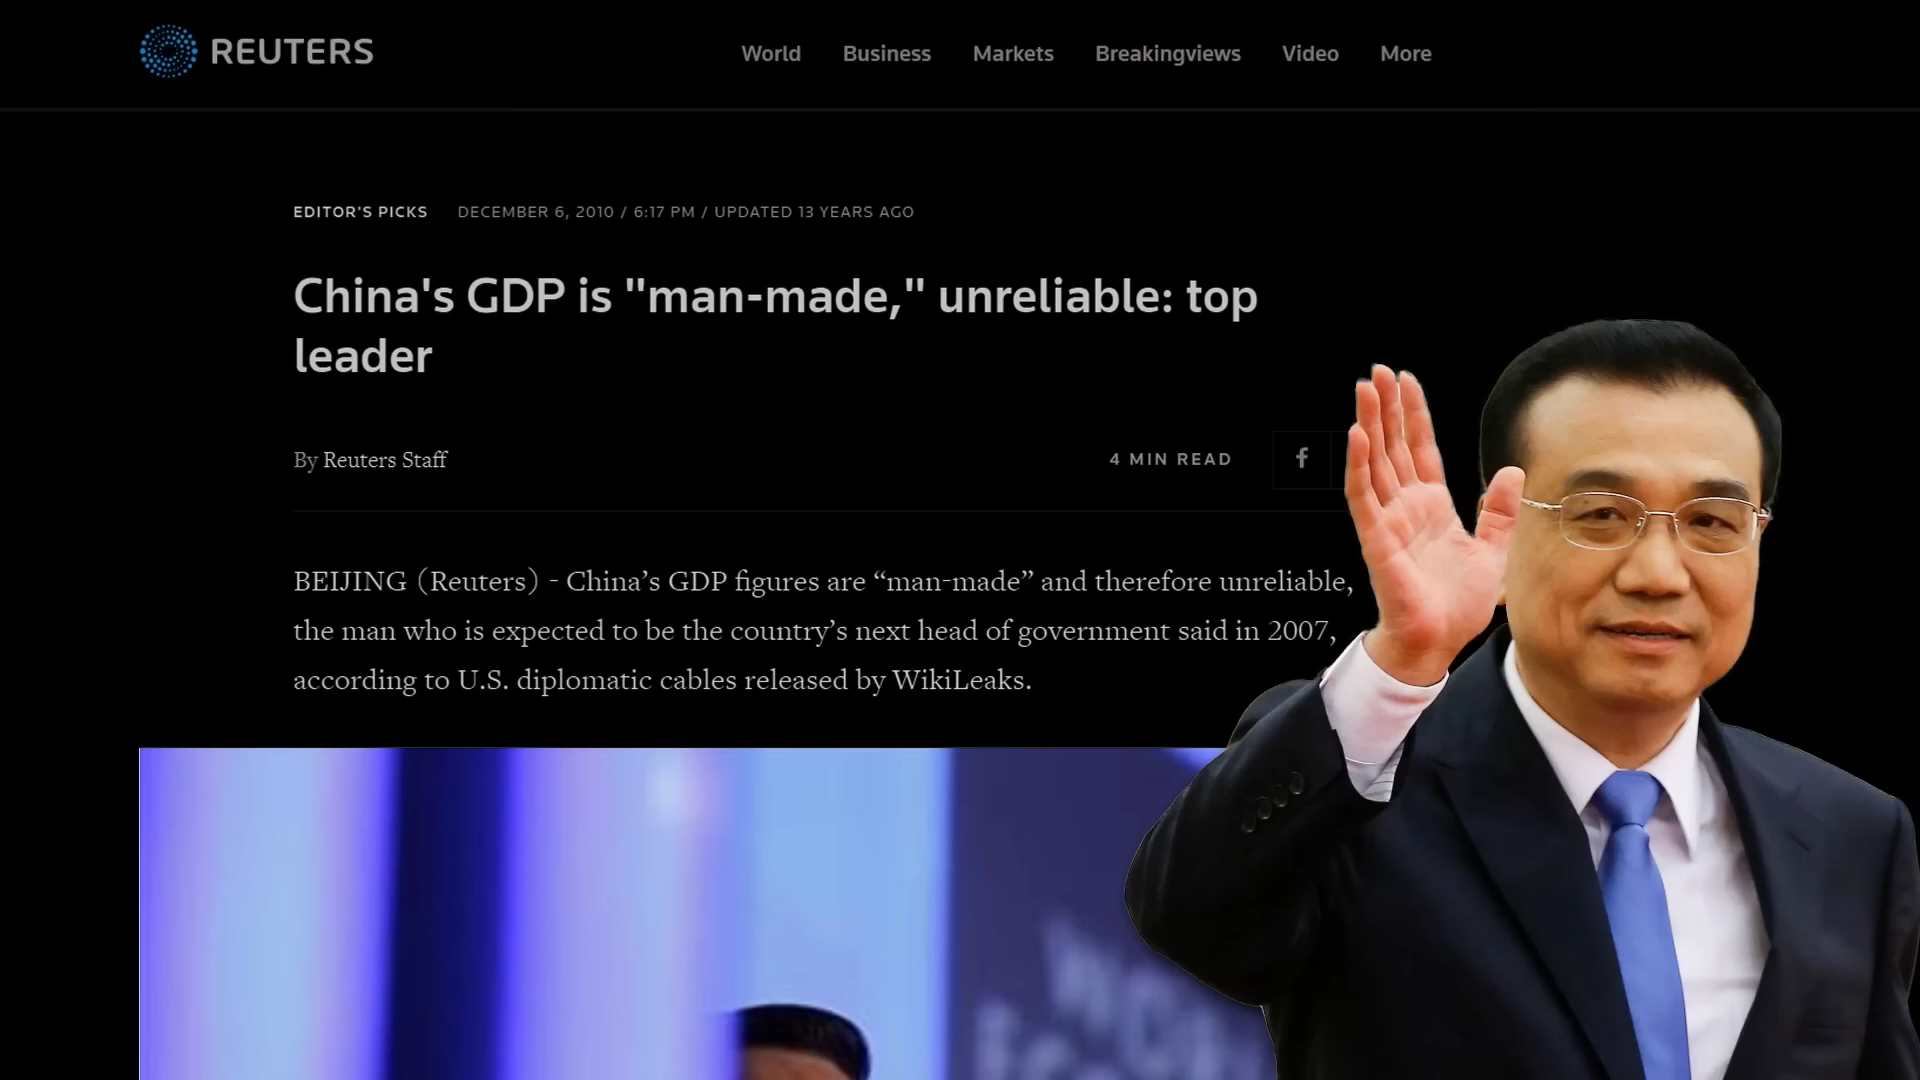 REUTERS
World Business Markets Breakingviews Video More
EDITOR'S PICKS DECEMBER 6, 2010 / 6:17 PM / UPDATED 13 YEARS AGO
China's GDP is "man-made," unreliable: top
leader
By Reuters Staff
4 MIN READ f
BEIJING (Reuters) - China’s GDP figures are “man-made” and therefore unreliable,
the man who is expected to be the country’s next head of government said in 2007,
according to U.S. diplomatic cables released by WikiLeaks.